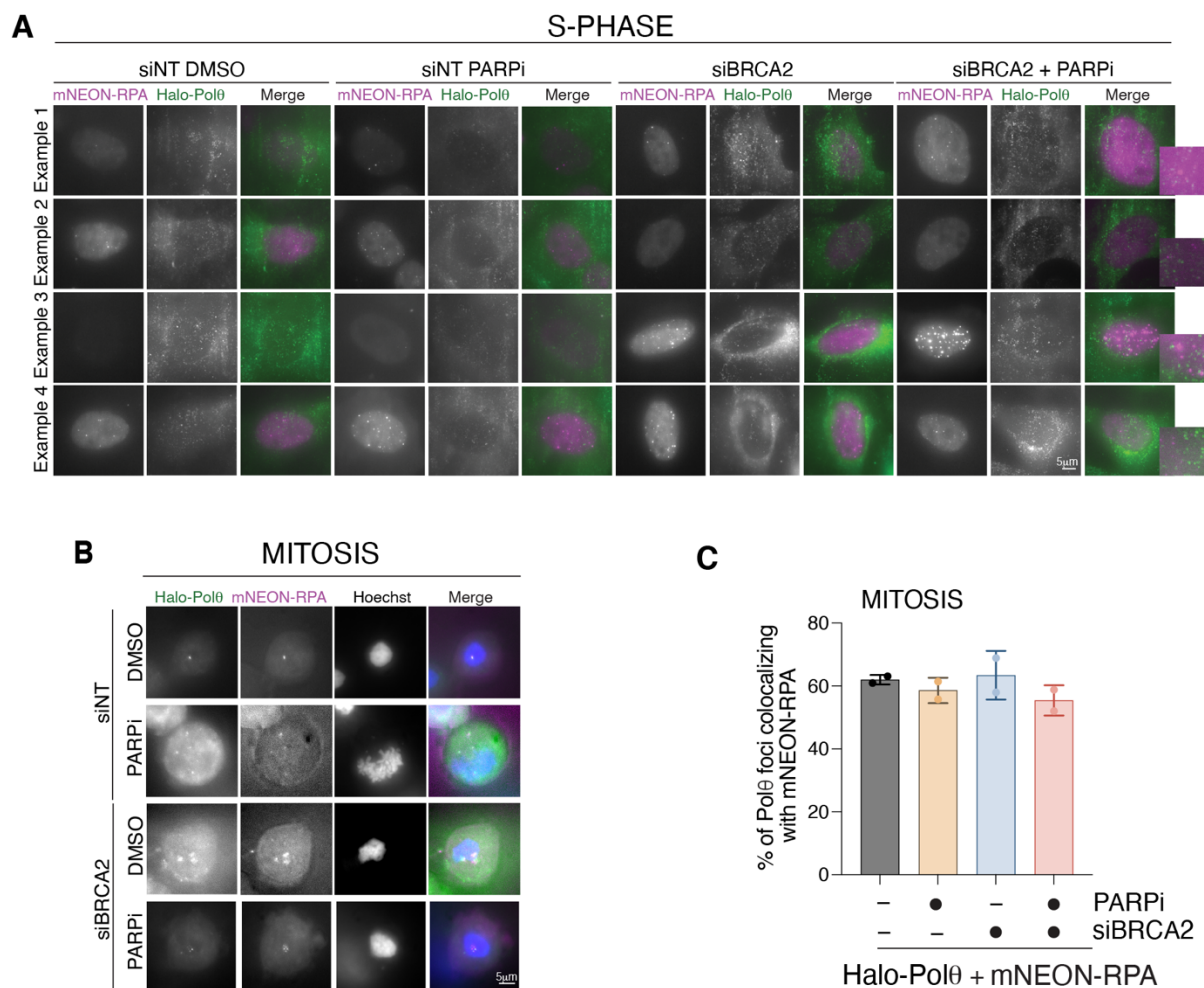 A
S-PHASE
siNT DMSO siNT PARPi siBRCA2 siBRCA2 + PARPi
mNEON-RPA Halo-Polθ Merge mNEON-RPA Halo-Polθ Merge mNEON-RPA Halo-Polθ Merge mNEON-RPA Halo-Polθ Merge
Example 1
Example 2
Example 3
Example 4
5μm
B
MITOSIS
Halo-Polθ mNEON-RPA Hoechst Merge
siNT
DMSO
PARPi
siBRCA2
DMSO
PARPi
5μm
C
MITOSIS
% of Polθ foci colocalizing
with mNEON-RPA
80
60
40
20
0
– ● – ● PARPi
– – ● ● siBRCA2
Halo-Polθ + mNEON-RPA